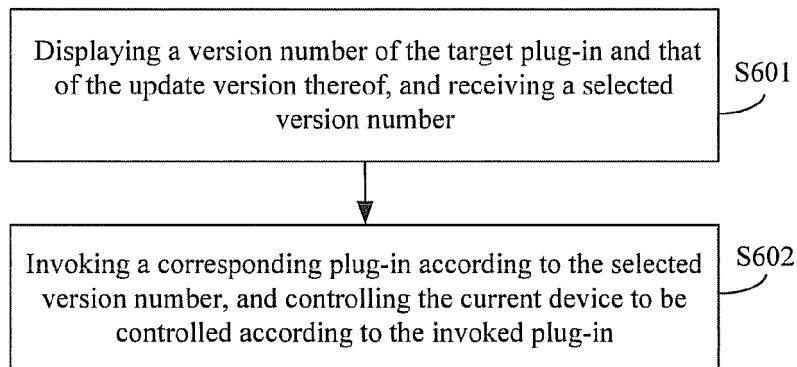 Displaying a version number of the target plug-in and that
of the update version thereof, and receiving a selected
version number
S601
Invoking a corresponding plug-in according to the selected
version number, and controlling the current device to be
controlled according to the invoked plug-in
S602